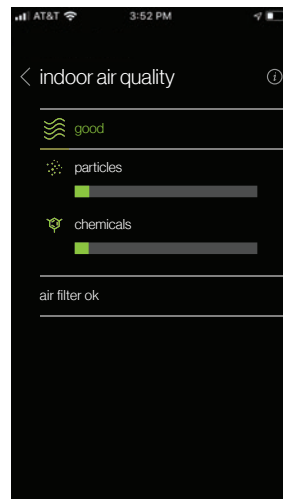 AT&T 3:52 PM
indoor air quality
good
particles
chemicals
air filter ok